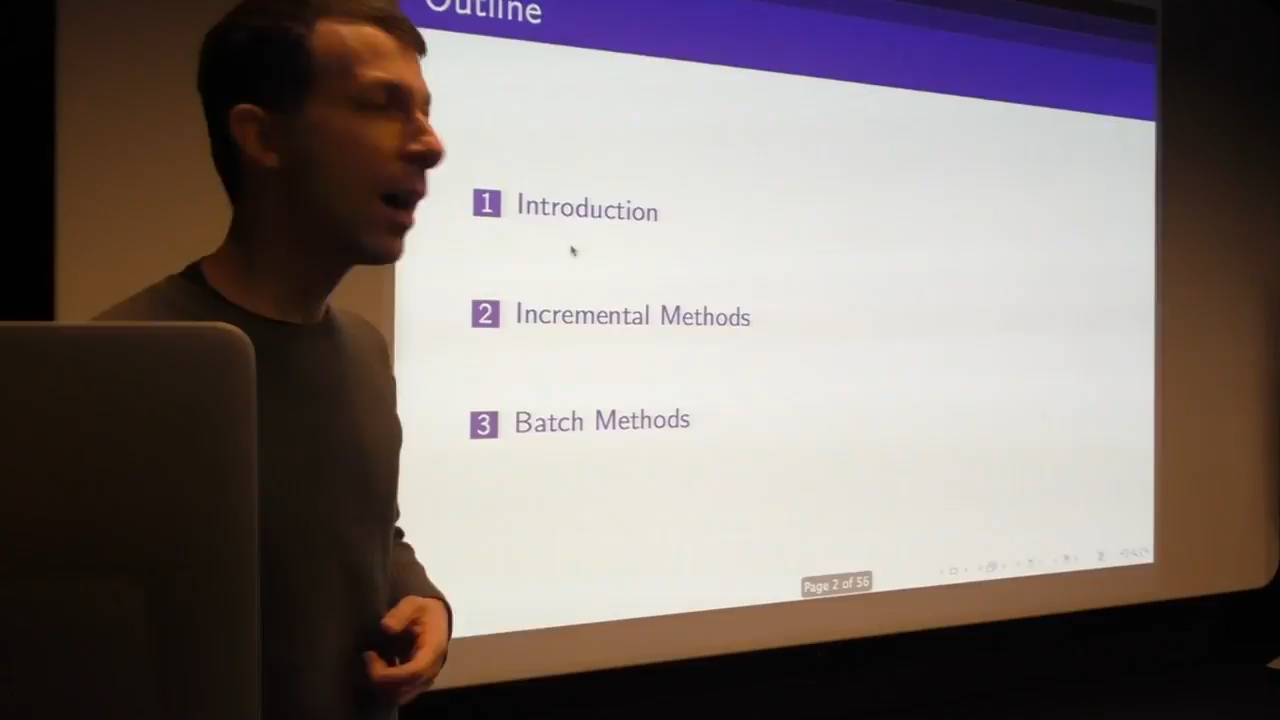 Outline
1 Introduction
2 Incremental Methods
3 Batch Methods
Page 2 of 56